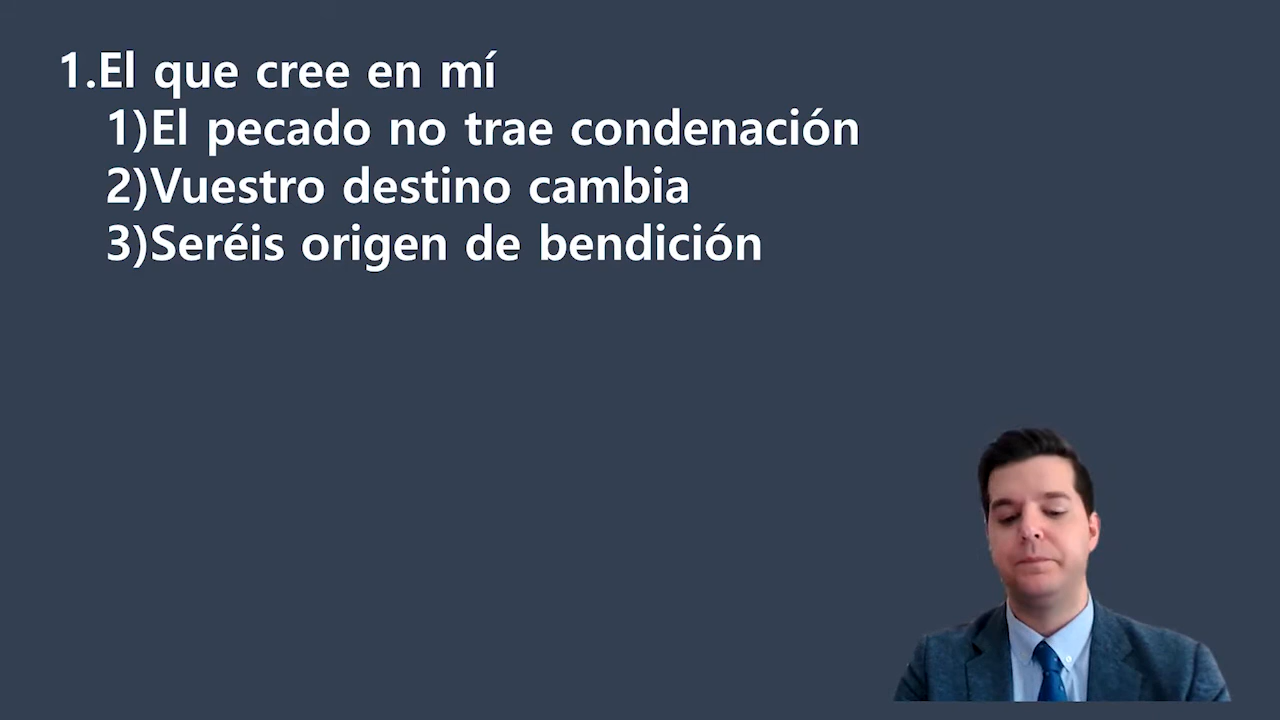 1.El que cree en mí
1)El pecado no trae condenación
2)Vuestro destino cambia
3)Seréis origen de bendición